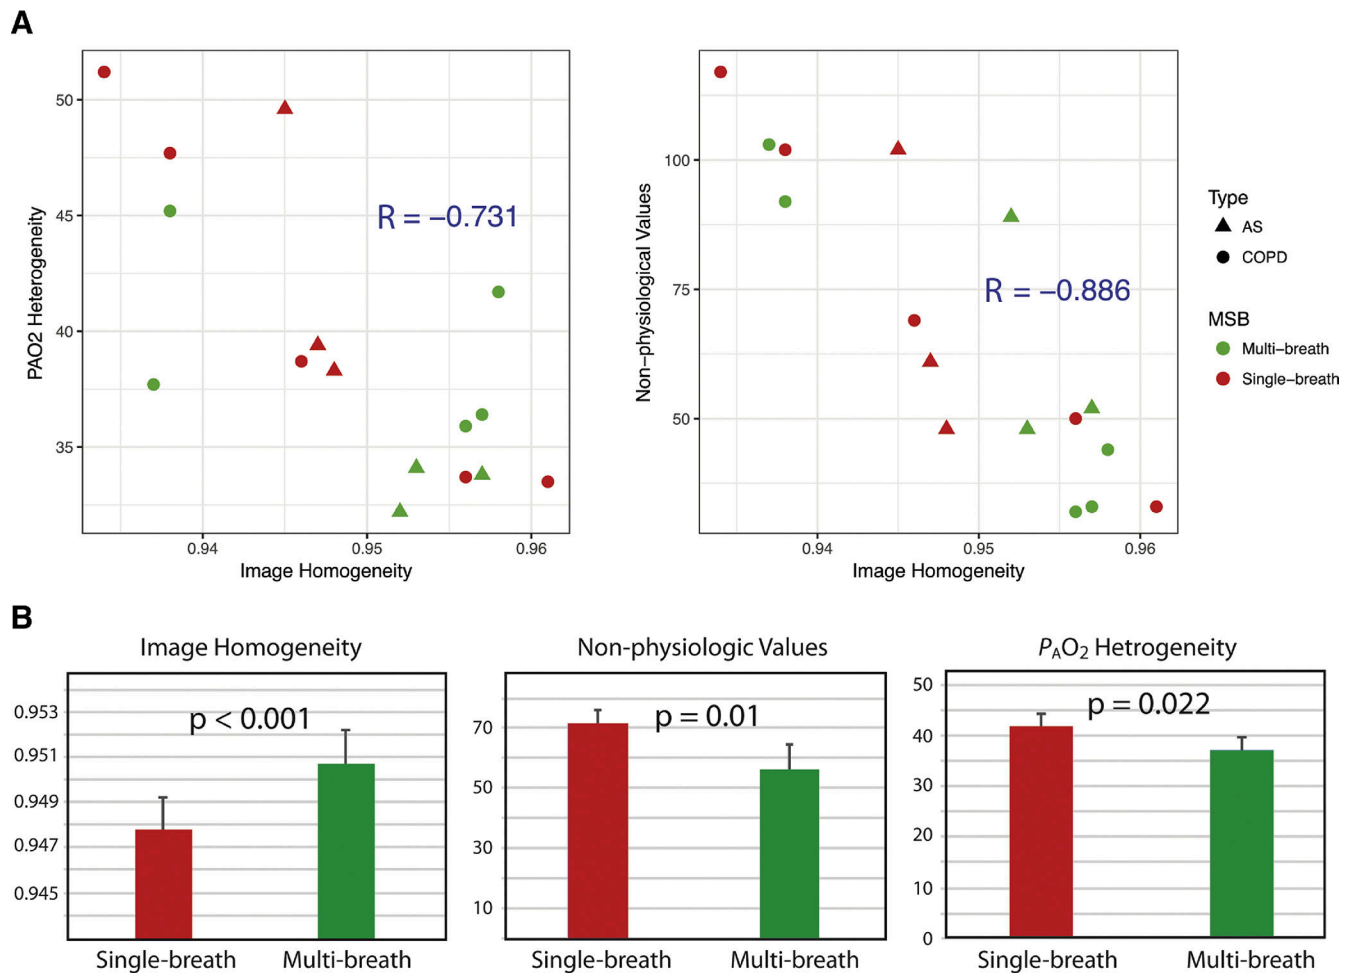 A
50
45
40
35
PAO2 Heterogeneity
R = −0.731
0.94 0.95 0.96
Image Homogeneity
100
75
50
Non−physiological Values
R = −0.886
0.94 0.95 0.96
Image Homogeneity
Type
AS
COPD
MSB
Multi−breath
Single−breath
B
Image Homogeneity
0.953
0.951
0.949
0.947
0.945
p < 0.001
Single-breath Multi-breath
Non-physiologic Values
70
50
30
10
p = 0.01
Single-breath Multi-breath
PAO2 Hetrogeneity
50
40
30
20
10
0
p = 0.022
Single-breath Multi-breath